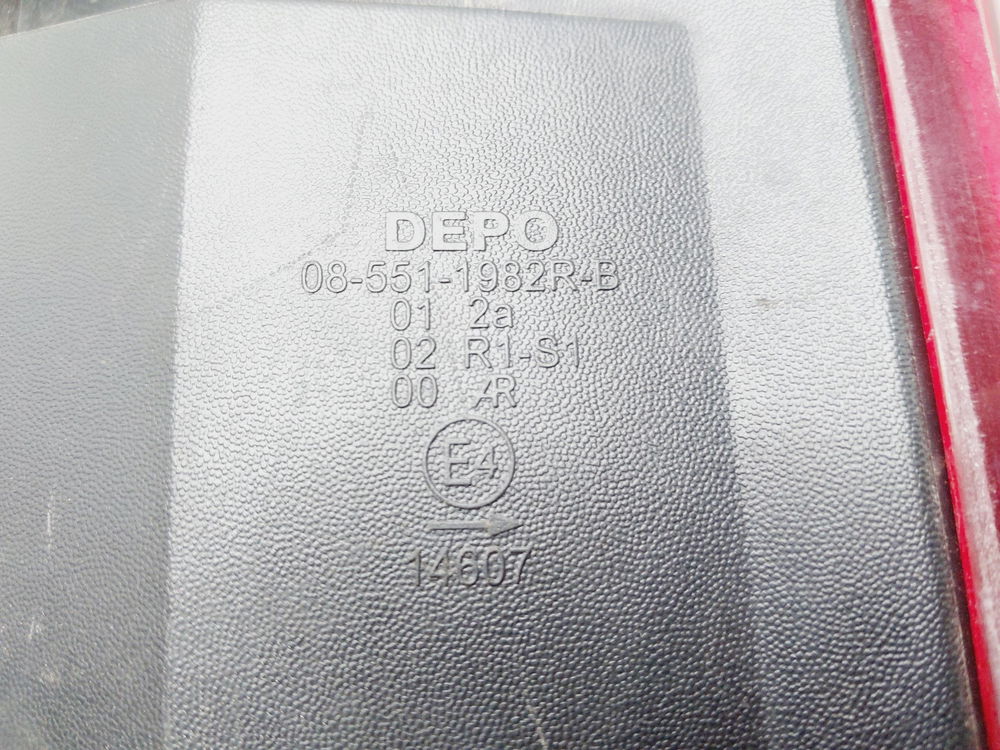 DEPO
08-551-1982R-B
01 2a
02 R1-S1
00 AR
E4
→
14607